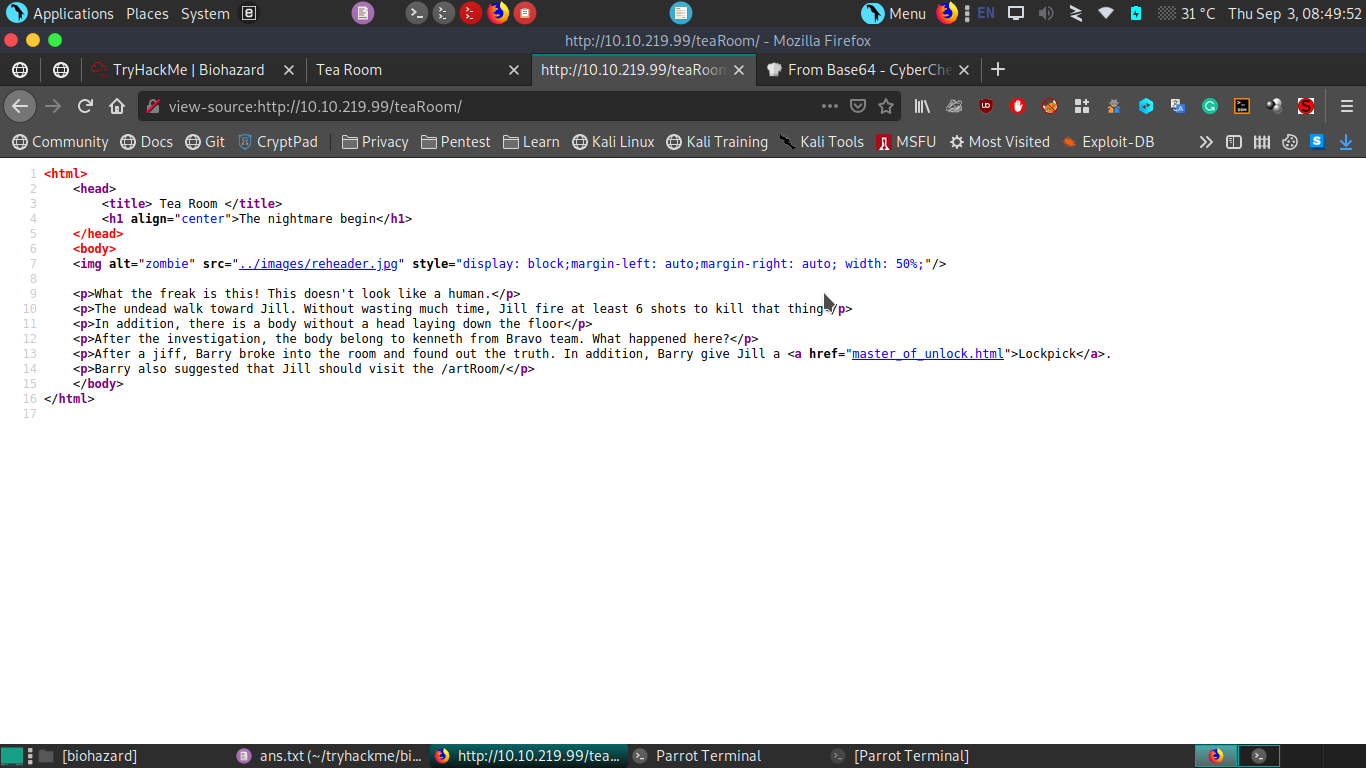 Applications Places System Menu EN 31 °C Thu Sep 3, 08:49:52
http://10.10.219.99/teaRoom/ - Mozilla Firefox
TryHackMe | Biohazard Tea Room http://10.10.219.99/teaRoom From Base64 - CyberChe
view-source:http://10.10.219.99/teaRoom/
Community Docs Git CryptPad Privacy Pentest Learn Kali Linux Kali Training Kali Tools MSFU Most Visited Exploit-DB
1 <html>
2 <head>
3 <title> Tea Room </title>
4 <h1 align="center">The nightmare begin</h1>
5 </head>
6 <body>
7 <img alt="zombie" src="../images/reheader.jpg" style="display: block;margin-left: auto;margin-right: auto; width: 50%;"/>
8
9 <p>What the freak is this! This doesn't look like a human.</p>
10 <p>The undead walk toward Jill. Without wasting much time, Jill fire at least 6 shots to kill that thing</p>
11 <p>In addition, there is a body without a head laying down the floor</p>
12 <p>After the investigation, the body belong to kenneth from Bravo team. What happened here?</p>
13 <p>After a jiff, Barry broke into the room and found out the truth. In addition, Barry give Jill a <a href="master_of_unlock.html">Lockpick</a>.
14 <p>Barry also suggested that Jill should visit the /artRoom/</p>
15 </body>
16 </html>
17
[biohazard] ans.txt (~/tryhackme/bi... http://10.10.219.99/tea... Parrot Terminal [Parrot Terminal]